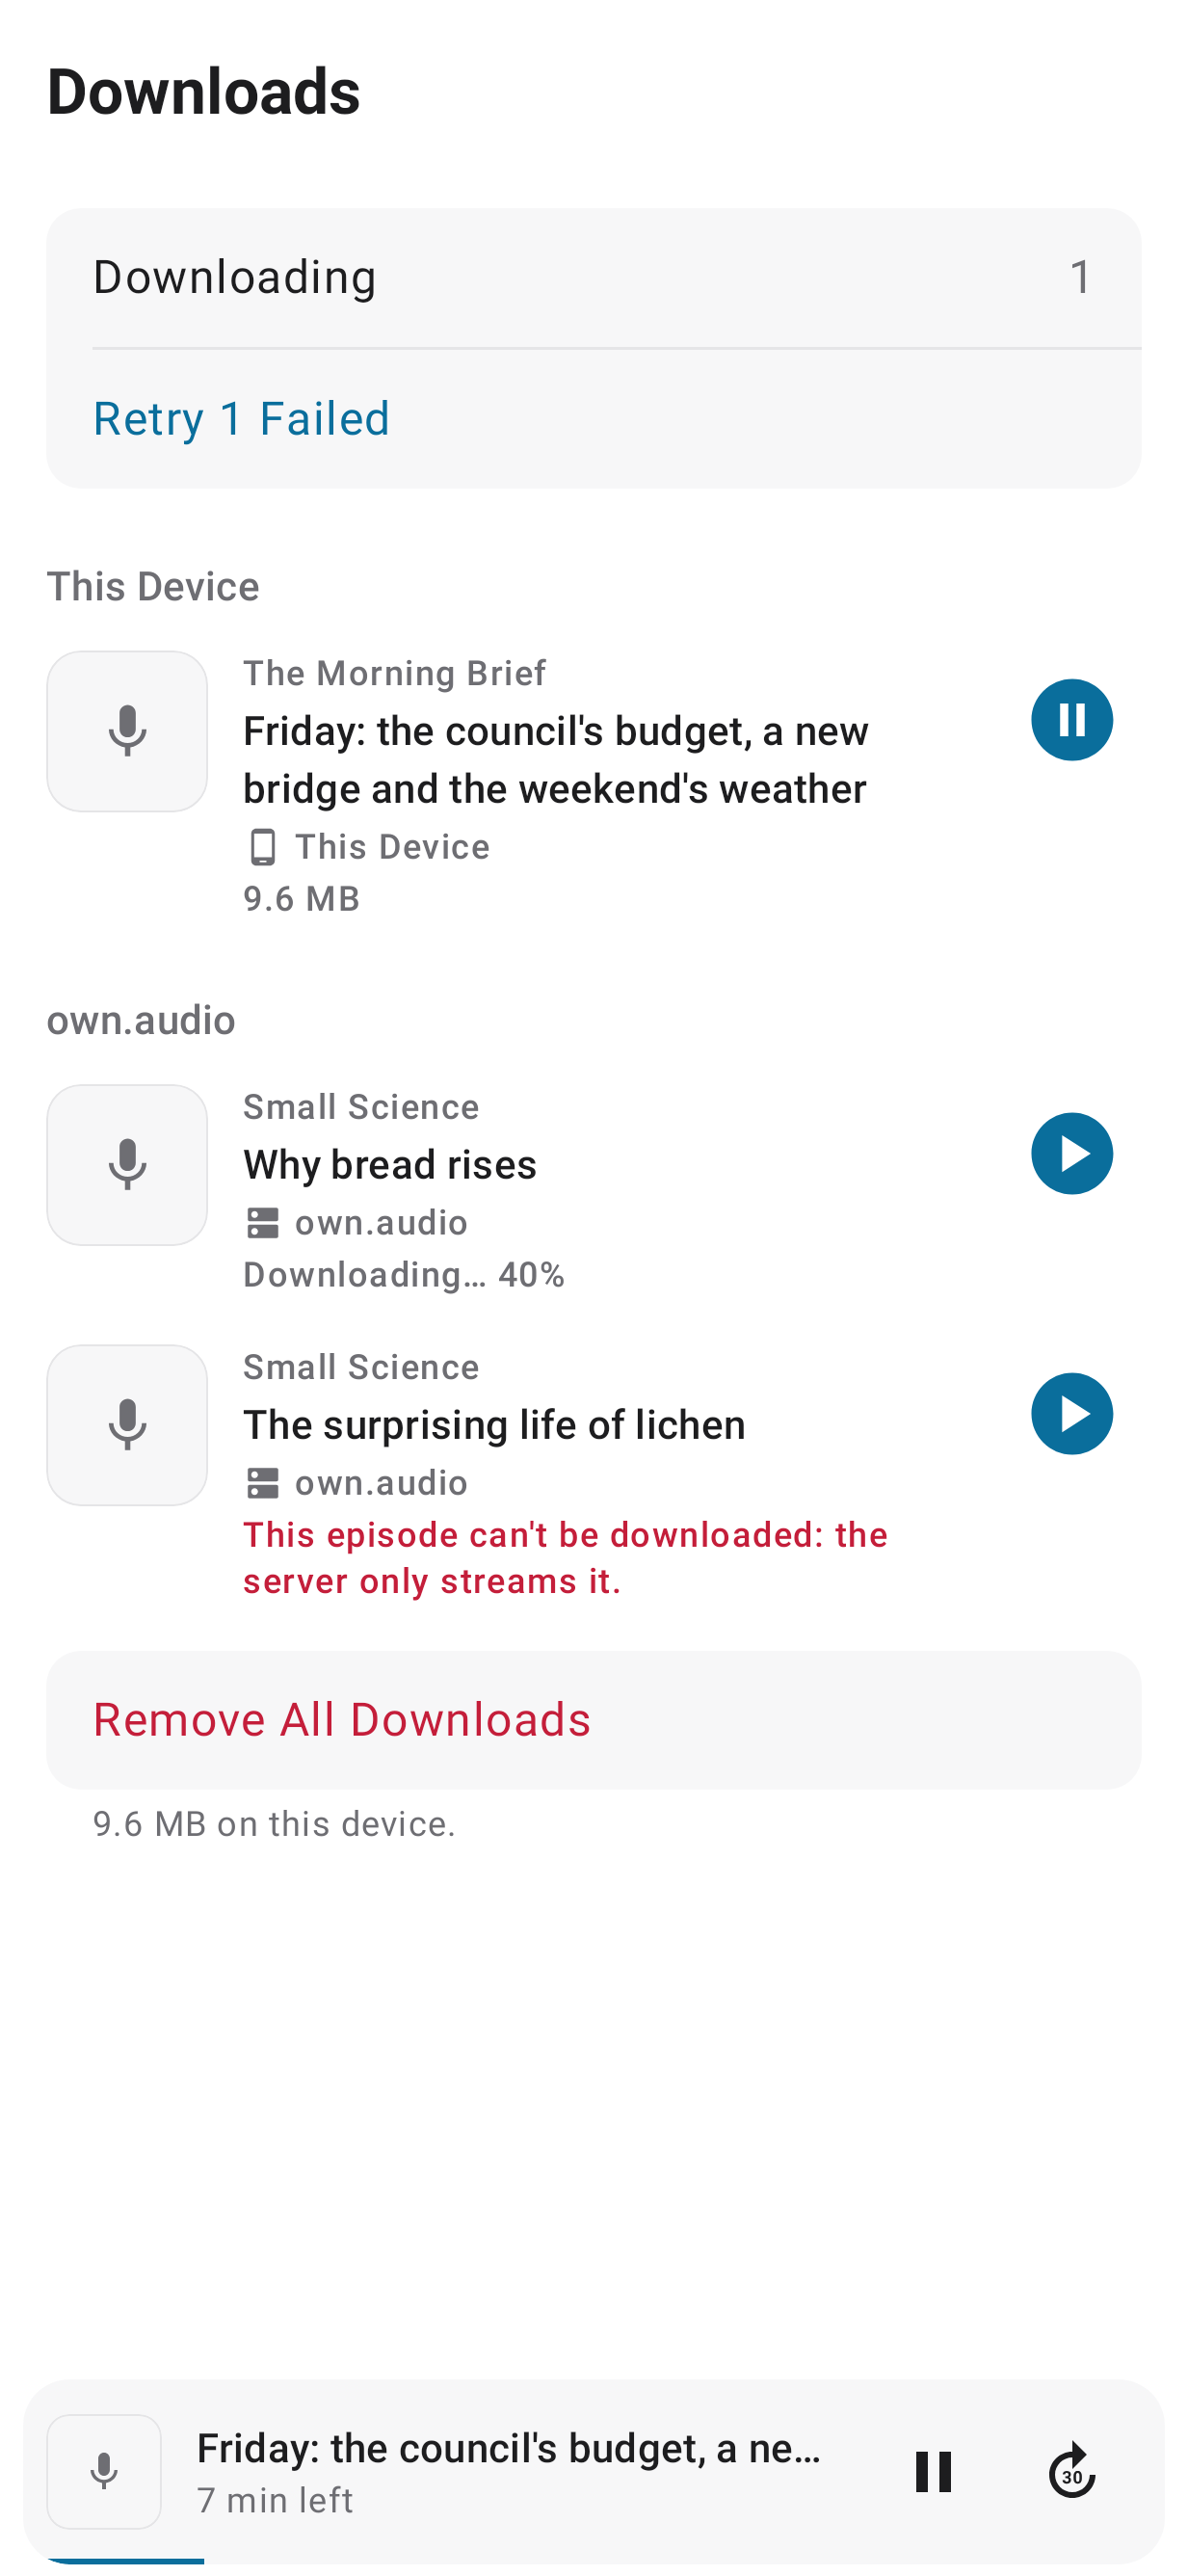 Downloads
Downloading
1
Retry 1 Failed
This Device
The Morning Brief
Friday: the council's budget, a new
bridge and the weekend's weather
This Device
9.6 MB
own.audio
Small Science
Why bread rises
own.audio
Downloading… 40%
Small Science
The surprising life of lichen
own.audio
This episode can't be downloaded: the
server only streams it.
Remove All Downloads
9.6 MB on this device.
Friday: the council's budget, a ne…
7 min left
30